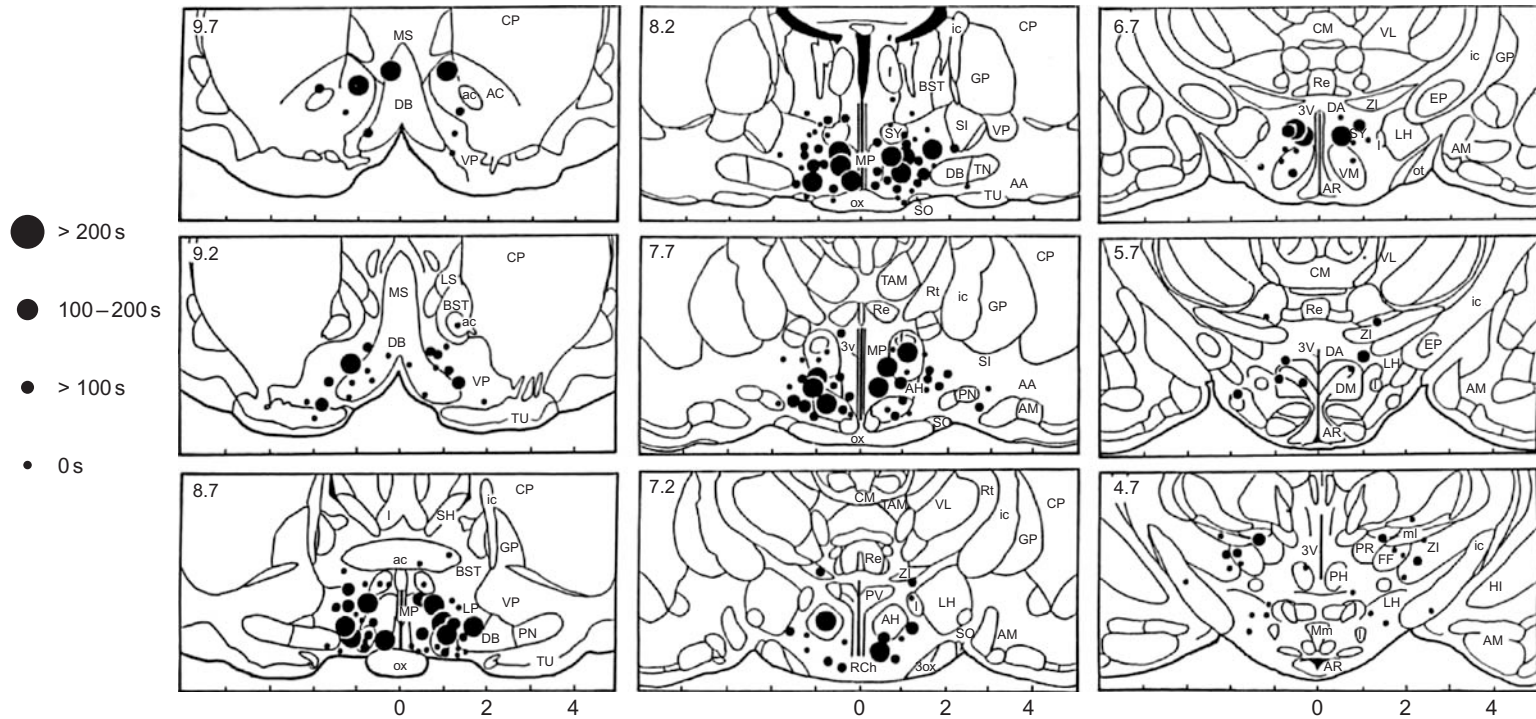 > 200 s
100–200 s
> 100 s
0 s
9.7
MS
CP
ac
AC
DB
VP
9.2
CP
LS
MS
BST
ac
DB
VP
TU
8.7
ic
CP
I
SH
GP
ac
BST
VP
MP
LP
DB
PN
TU
ox
8.2
ic
CP
BST
GP
SY
SI
VP
MP
DB
TN
AA
TU
ox
SO
7.7
CP
TAM
Rt
ic
GP
Re
3v
MP
SI
AH
PN
AA
AM
SO
ox
7.2
CM
TAM
VL
Rt
ic
CP
GP
Re
ZI
PV
I
LH
AH
SO
AM
RCh
3ox
6.7
CM
VL
ic
GP
Re
EP
3V
DA
ZI
SY
LH
I
AM
VM
ot
AR
5.7
CM
VL
ic
Re
ZI
3V
DA
EP
LH
DM
I
AM
AR
4.7
ml
3V
PR
FF
ZI
ic
PH
HI
LH
Mm
I
AM
AR
0 2 4
0 2 4
0 2 4